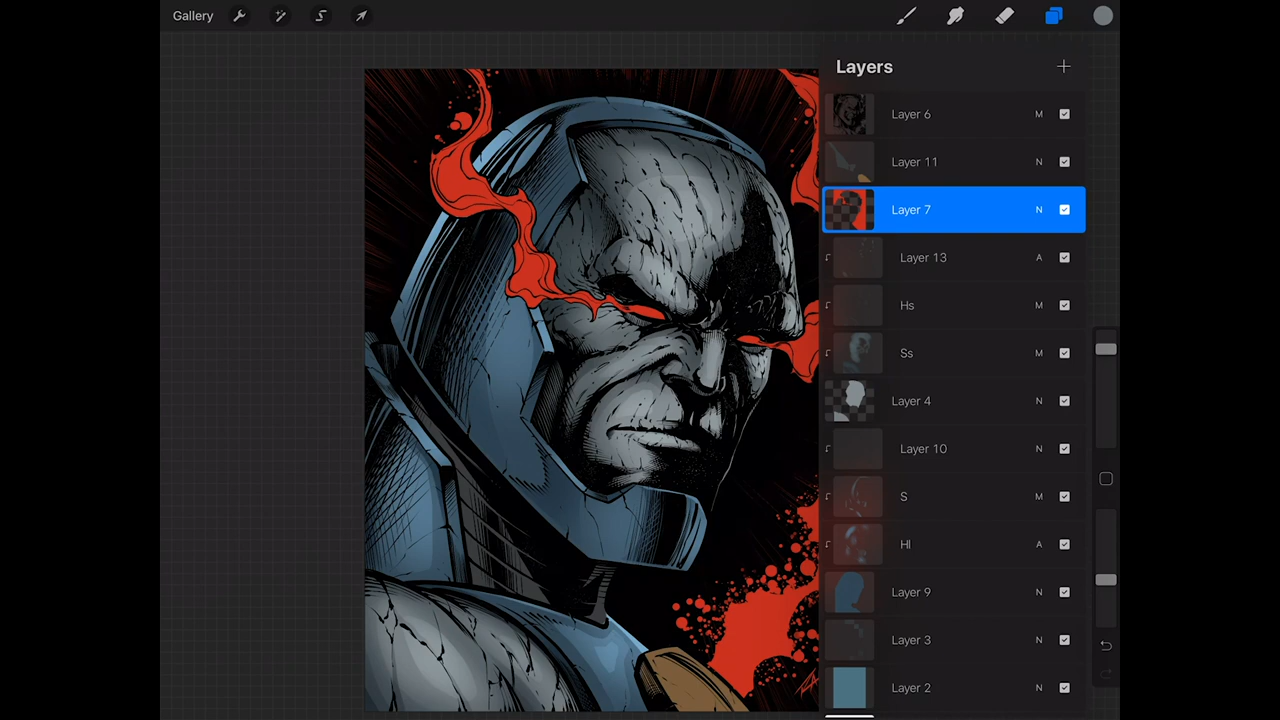 Gallery
Layers
Layer 6 M
Layer 11 N
Layer 7 N
Layer 13 A
Hs M
Ss M
Layer 4 N
Layer 10 N
S M
Hl A
Layer 9 N
Layer 3 N
Layer 2 N